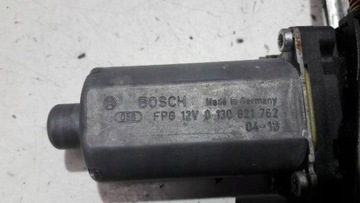 BOSCH Made in Germany
FPG 12V 0 130 821 762
04-10